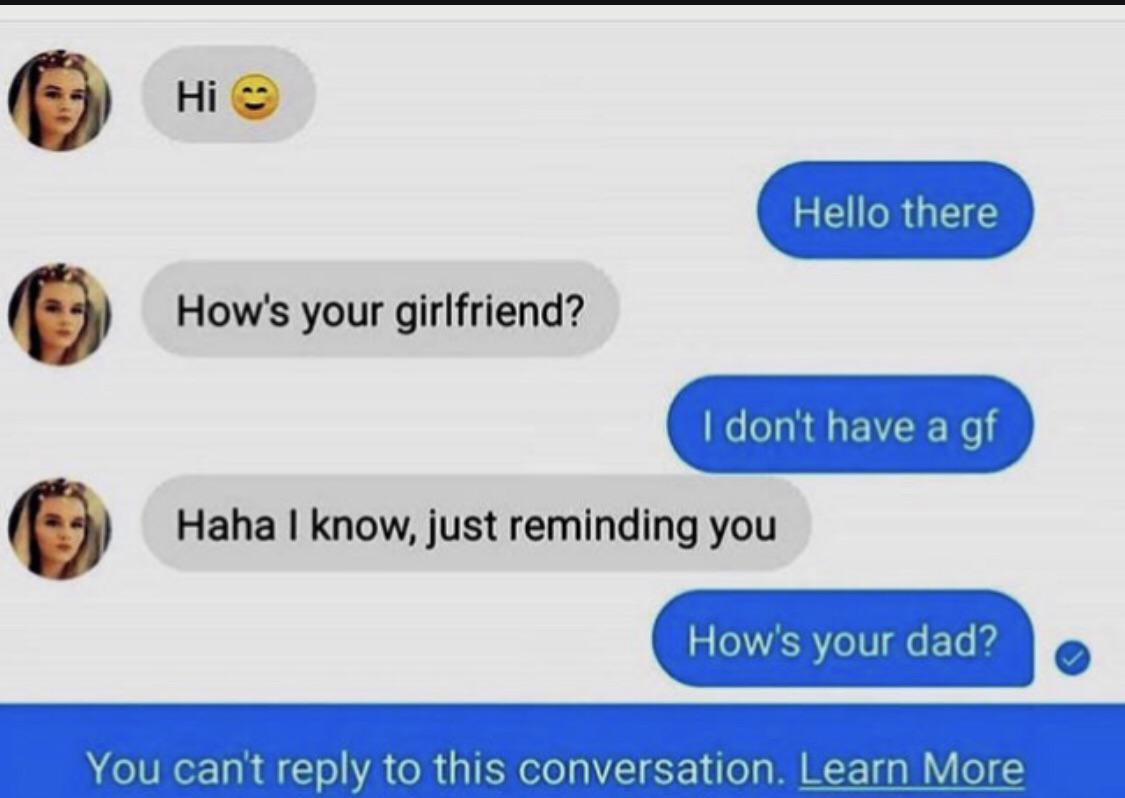 Hi 😊
Hello there
How's your girlfriend?
I don't have a gf
Haha I know, just reminding you
How's your dad?
You can't reply to this conversation. Learn More